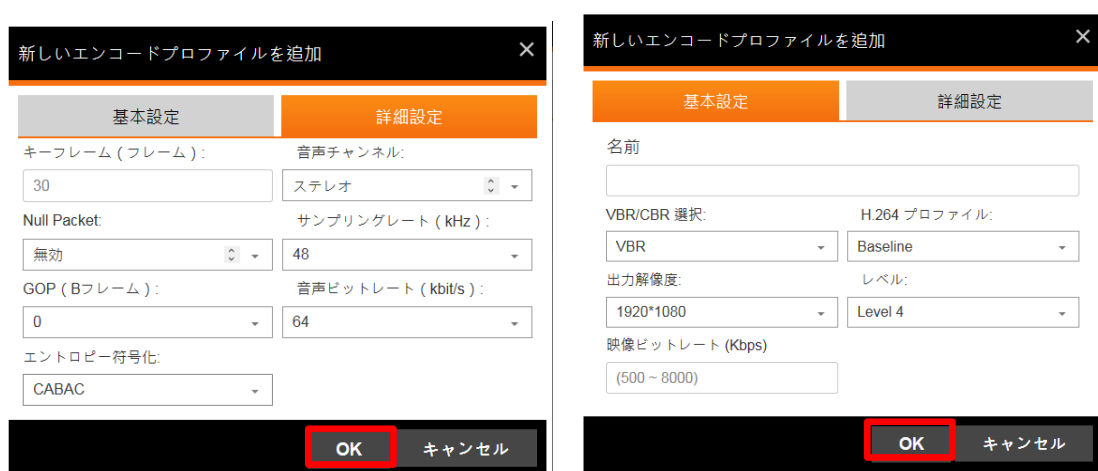 新しいエンコードプロファイルを追加 ×
基本設定 詳細設定
キーフレーム ( フレーム ) : 音声チャンネル:
30 ステレオ
Null Packet: サンプリングレート ( kHz ) :
無効 48
GOP ( Bフレーム ) : 音声ビットレート ( kbit/s ) :
0 64
エントロピー符号化:
CABAC
OK キャンセル
新しいエンコードプロファイルを追加 ×
基本設定 詳細設定
名前
VBR/CBR 選択: H.264 プロファイル:
VBR Baseline
出力解像度: レベル:
1920*1080 Level 4
映像ビットレート (Kbps)
(500 ~ 8000)
OK キャンセル